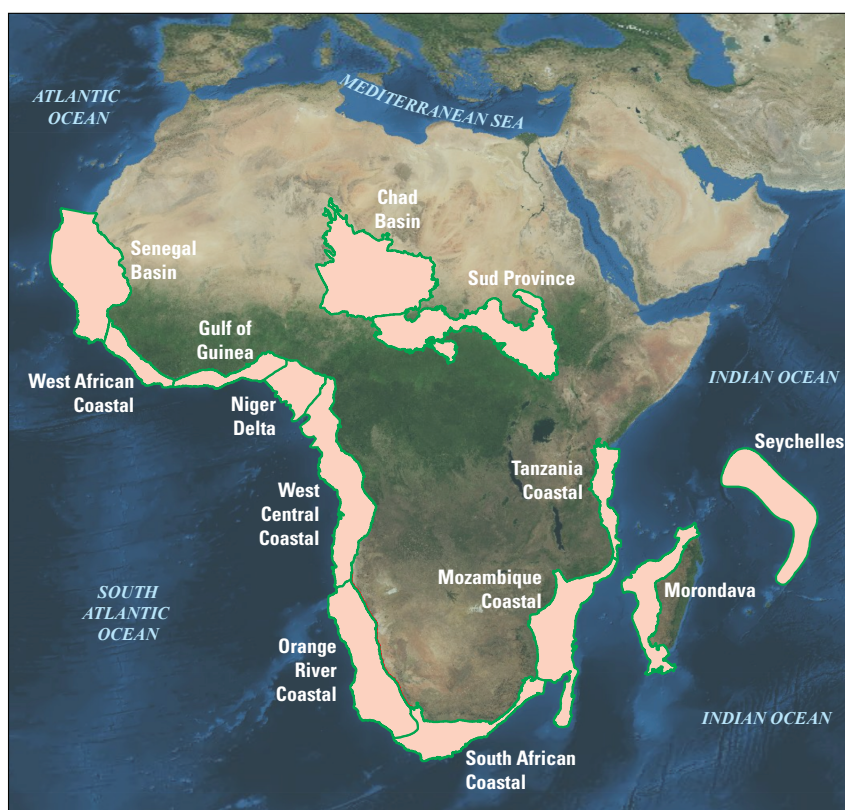 ATLANTIC
OCEAN
MEDITERRANEAN SEA
Chad
Basin
Senegal
Basin
Sud Province
Gulf of
Guinea
West African
Coastal
INDIAN OCEAN
Niger
Delta
Seychelles
Tanzania
Coastal
West
Central
Coastal
Mozambique
Coastal
Morondava
SOUTH
ATLANTIC
OCEAN
Orange
River
Coastal
INDIAN OCEAN
South African
Coastal